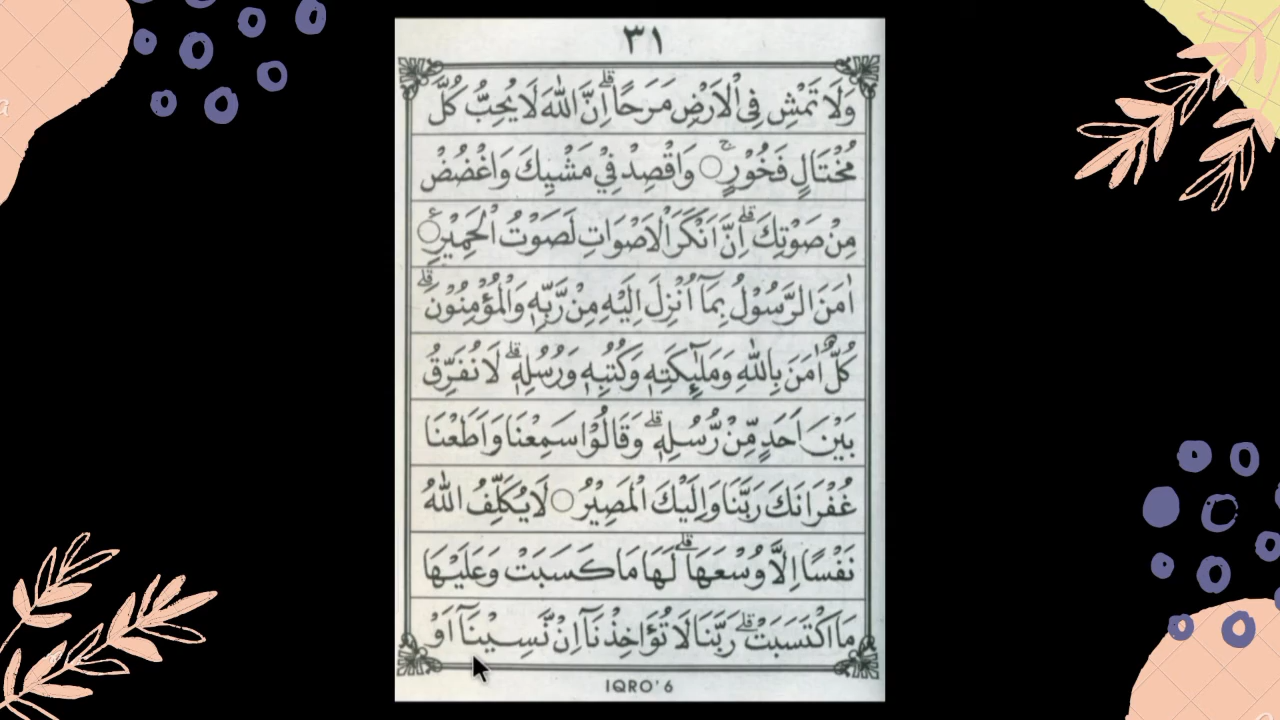 ٣١
وَلَا تَمْشِ فِى الْاَرْضِ مَرَحًا ۗ اِنَّ اللّٰهَ لَا يُحِبُّ كُلَّ
مُخْتَالٍ فَخُوْرٍ ۚ ○ وَاقْصِدْ فِيْ مَشْيِكَ وَاغْضُضْ
مِنْ صَوْتِكَ ۗ اِنَّ اَنْكَرَ الْاَصْوَاتِ لَصَوْتُ الْحَمِيْرِ ○ ع
اٰمَنَ الرَّسُوْلُ بِمَآ اُنْزِلَ اِلَيْهِ مِنْ رَّبِّهٖ وَالْمُؤْمِنُوْنَ ۗ
كُلٌّ اٰمَنَ بِاللّٰهِ وَمَلٰٓئِكَتِهٖ وَكُتُبِهٖ وَرُسُلِهٖ ۗ لَا نُفَرِّقُ
بَيْنَ اَحَدٍ مِّنْ رُّسُلِهٖ ۗ وَقَالُوْا سَمِعْنَا وَاَطَعْنَا
غُفْرَانَكَ رَبَّنَا وَاِلَيْكَ الْمَصِيْرُ ○ لَا يُكَلِّفُ اللّٰهُ
نَفْسًا اِلَّا وُسْعَهَا ۗ لَهَا مَا كَسَبَتْ وَعَلَيْهَا
مَا اكْتَسَبَتْ ۗ رَبَّنَا لَا تُؤَاخِذْنَآ اِنْ نَّسِيْنَآ اَوْ
IQRO'6